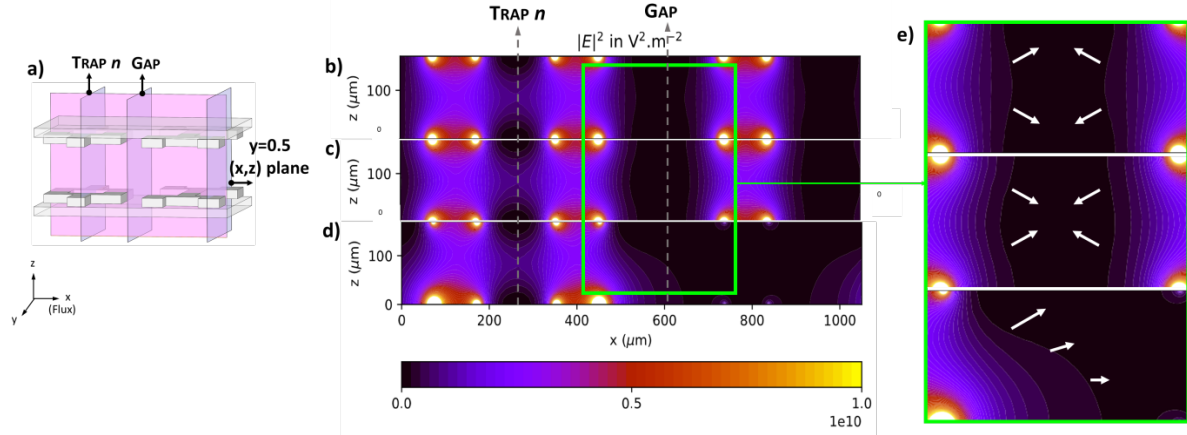 a)
TRAP n
GAP
y=0.5
(x,z) plane
z
x
(Flux)
y
TRAP n
GAP
|E|² in V².m⁻²
b)
z (μm)
100
0
c)
z (μm)
100
0
d)
z (μm)
100
0
0
200
400
600
800
1000
x (μm)
0.0
0.5
1.0
1e10
0
e)